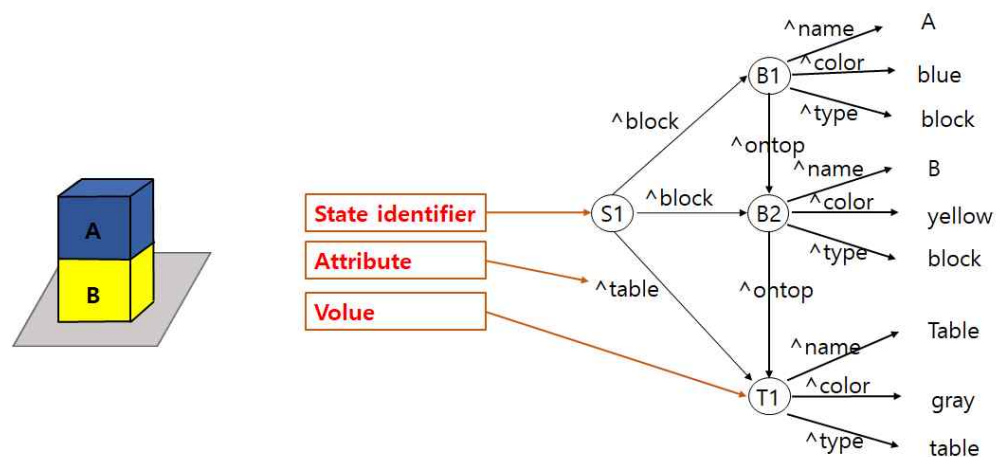 A
B
State identifier
Attribute
Volue
S1
^block
^block
^table
B1
^name
A
^color
blue
^type
block
^ontop
B2
^name
B
^color
yellow
^type
block
^ontop
T1
^name
Table
^color
gray
^type
table